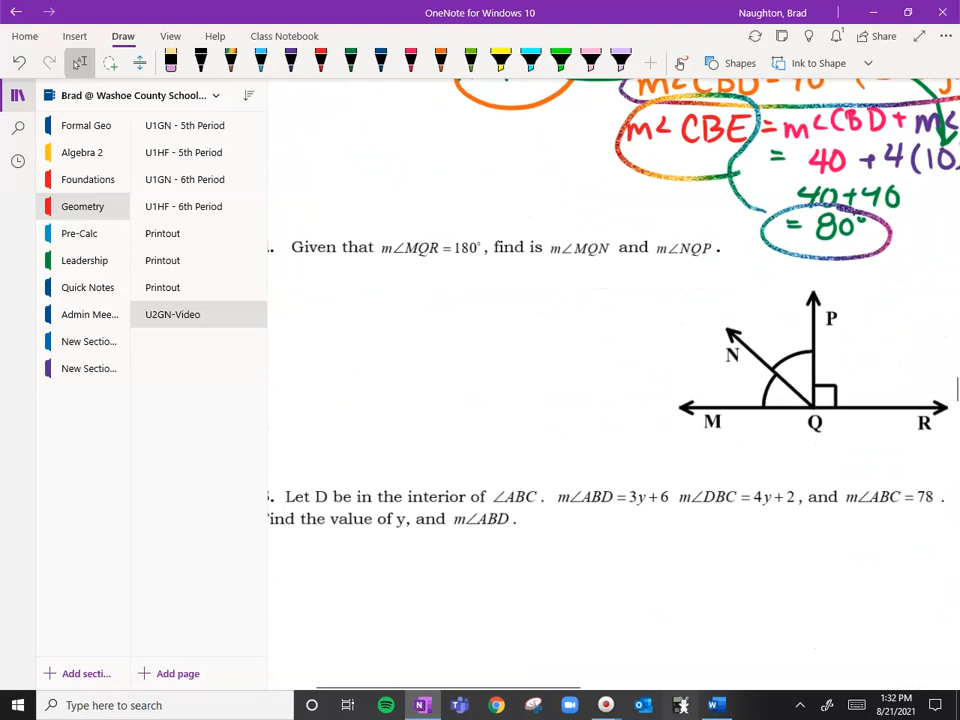 OneNote for Windows 10
Naughton, Brad
Home Insert Draw View Help Class Notebook
Share
Shapes
Ink to Shape
Brad @ Washoe County School...
Formal Geo
U1GN - 5th Period
Algebra 2
U1HF - 5th Period
Foundations
U1GN - 6th Period
Geometry
U1HF - 6th Period
Pre-Calc
Printout
Leadership
Printout
Quick Notes
Printout
Admin Mee...
U2GN-Video
New Sectio...
New Sectio...
Add secti...
Add page
m∠CBE = m∠CBD + m∠
= 40 + 4(10)
40+40
= 80°
. Given that m∠MQR = 180°, find is m∠MQN and m∠NQP.
P
N
M
Q
R
. Let D be in the interior of ∠ABC. m∠ABD = 3y + 6 m∠DBC = 4y + 2, and m∠ABC = 78.
ind the value of y, and m∠ABD.
Type here to search
1:32 PM
8/21/2021